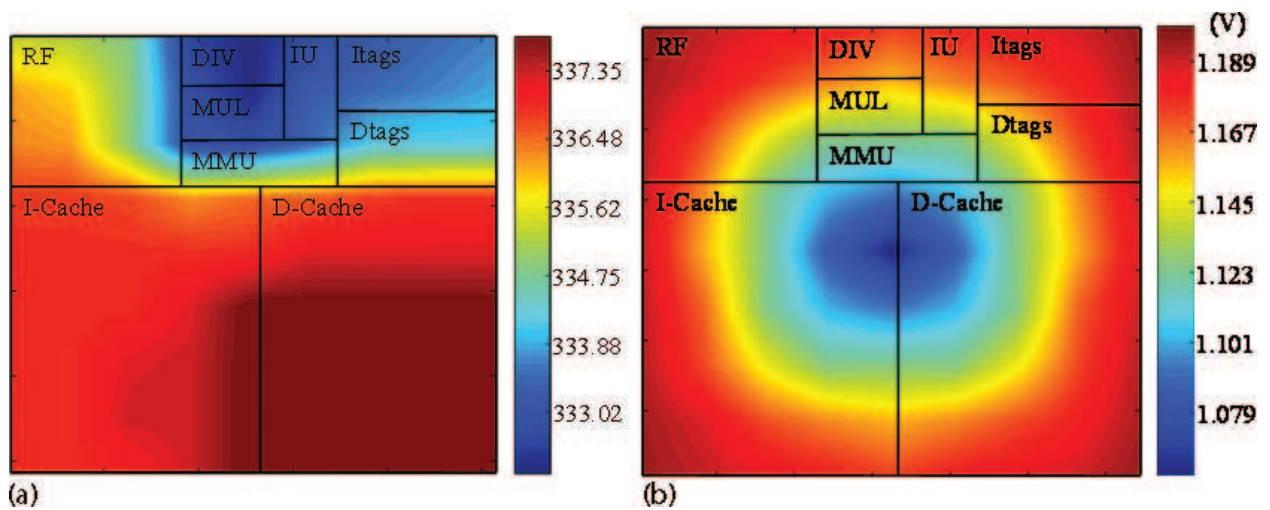 RF
DIV
IU
Itags
MUL
Dtags
MMU
I-Cache
D-Cache
337.35
336.48
335.62
334.75
333.88
333.02
(a)
(V)
RF
DIV
IU
Itags
MUL
Dtags
MMU
I-Cache
D-Cache
1.189
1.167
1.145
1.123
1.101
1.079
(b)